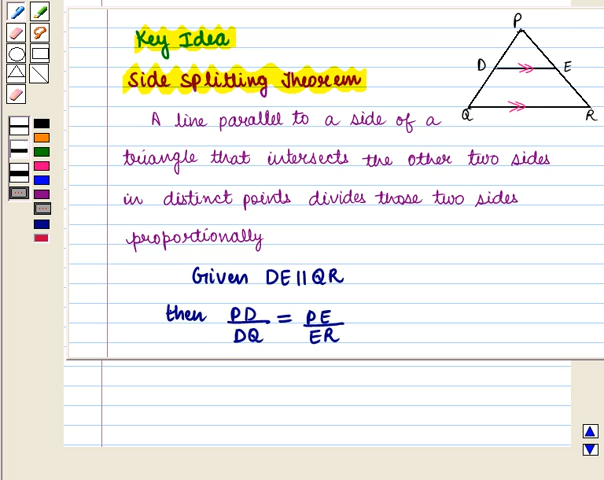 Key Idea
Side Splitting Theorem
A line parallel to a side of a
triangle that intersects the other two sides
in distinct points divides those two sides
proportionally
Given DE || QR
then PD/DQ = PE/ER
P
D E
Q R